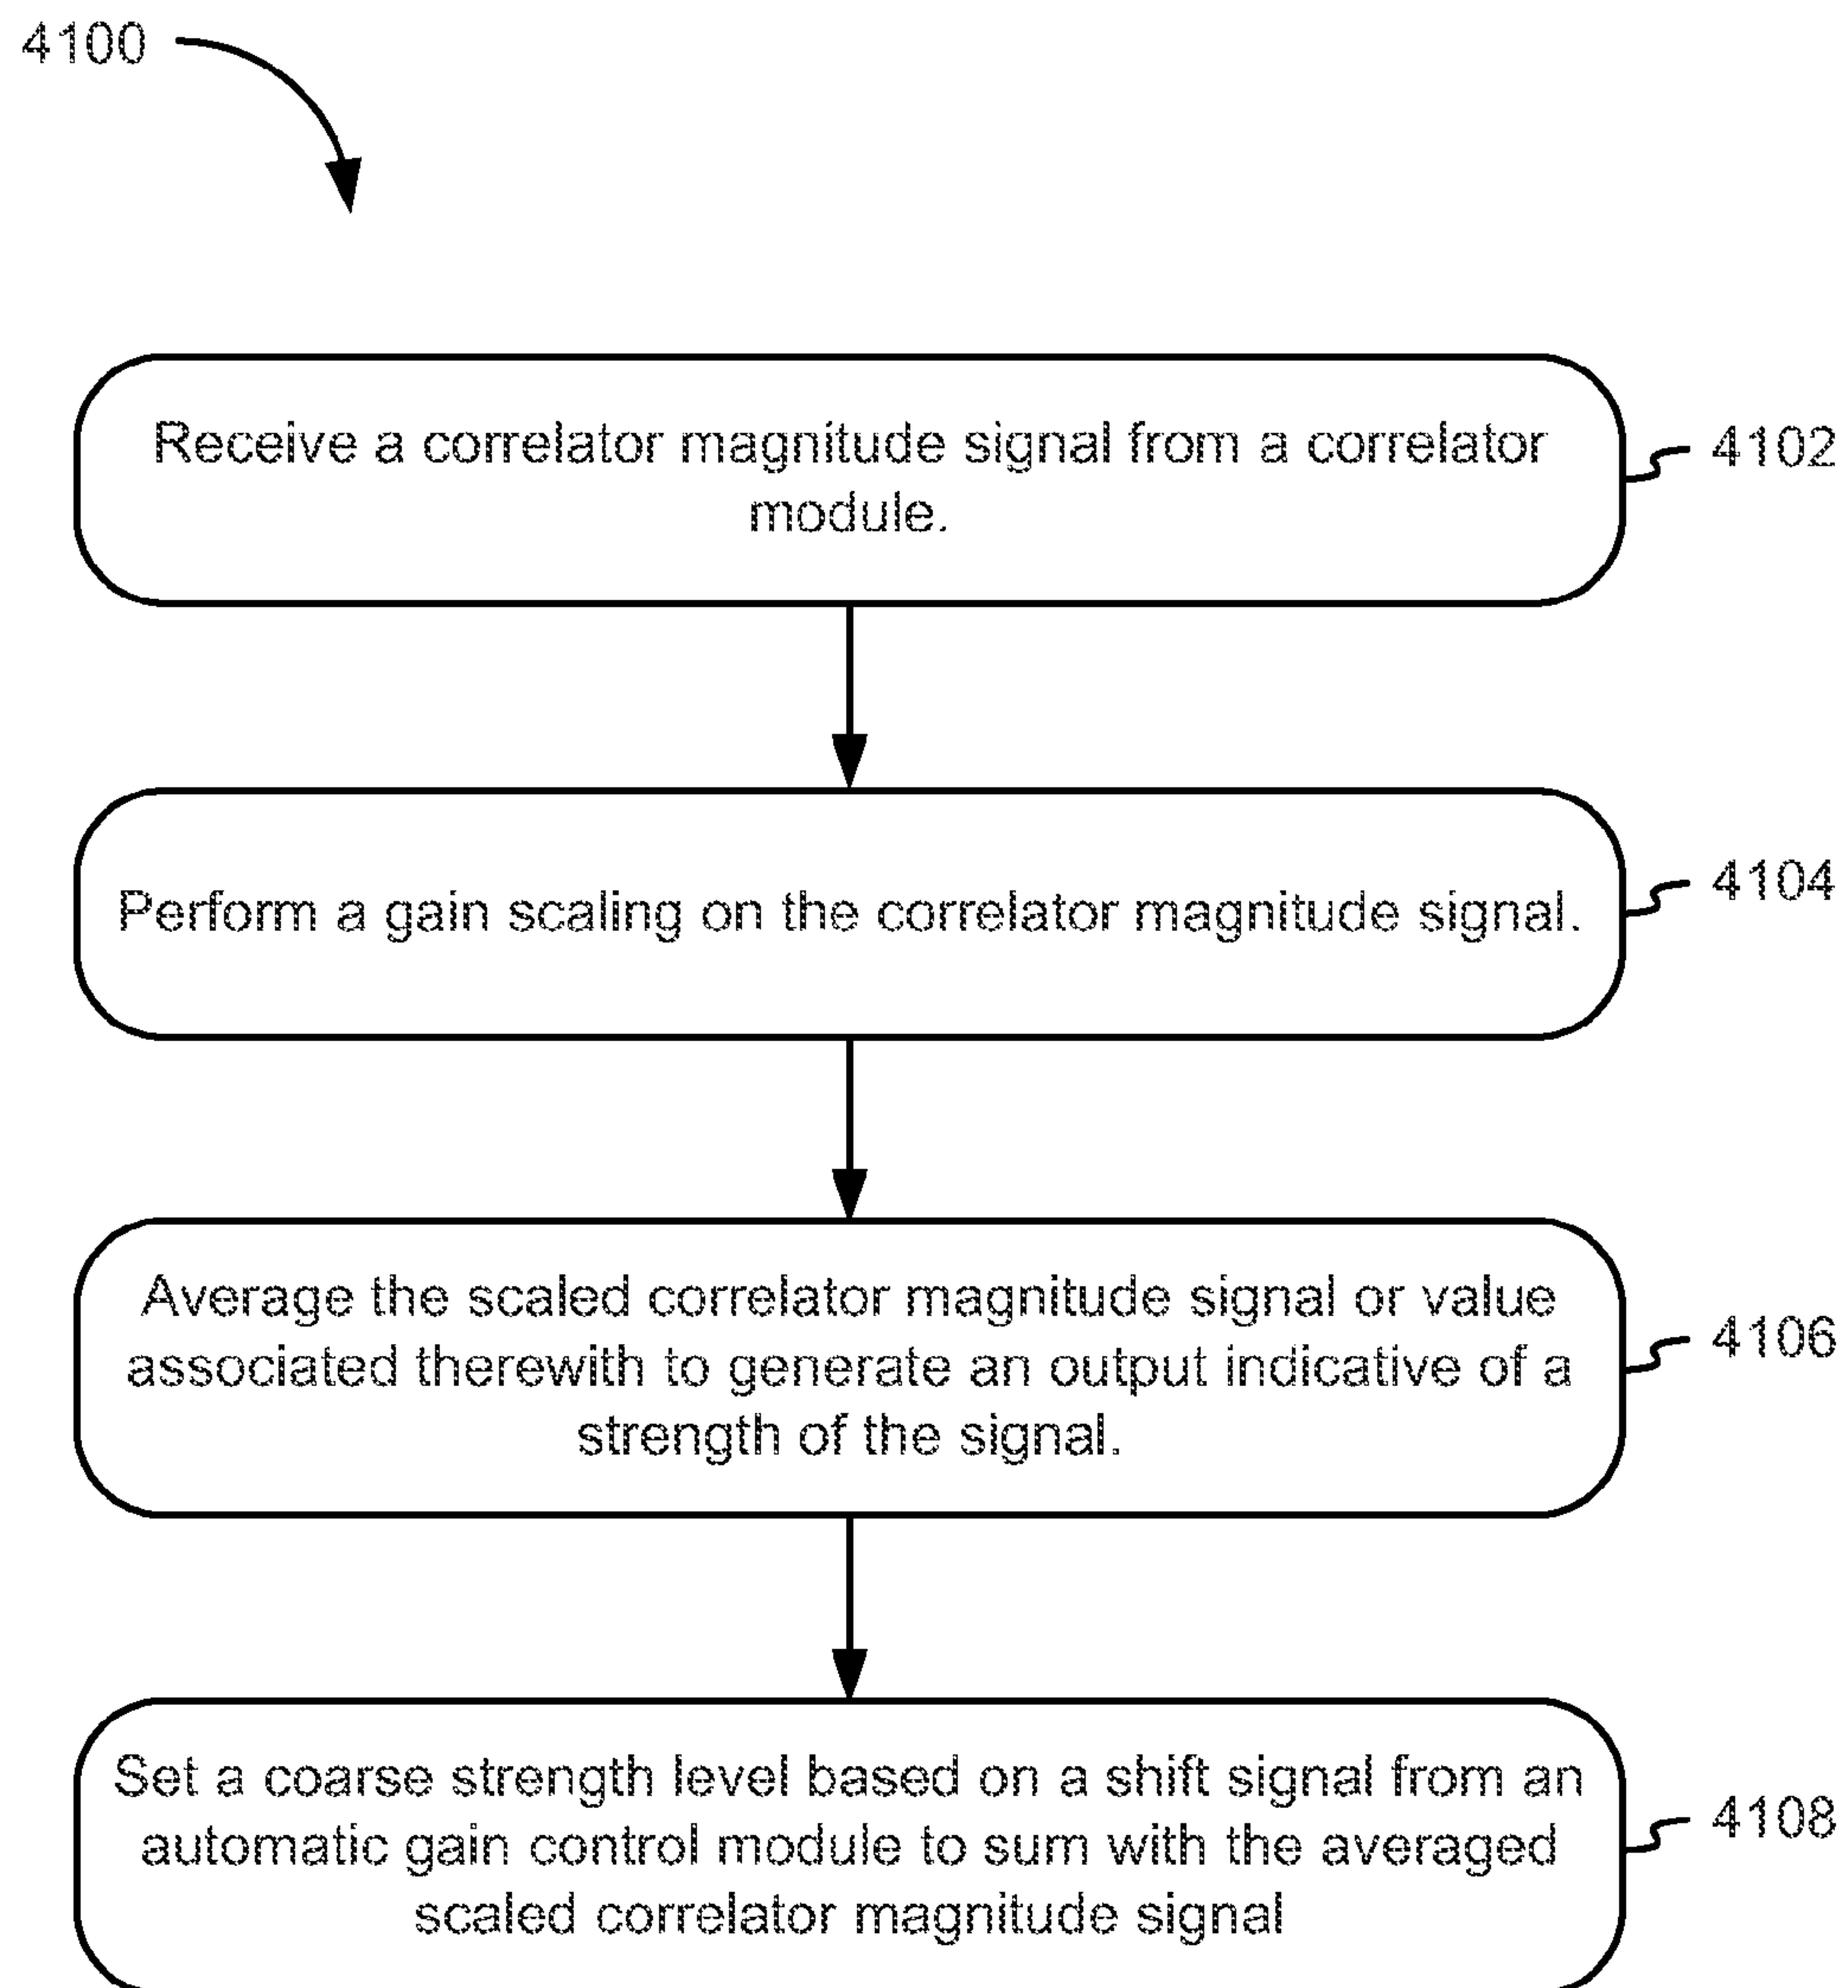 4100
Receive a correlator magnitude signal from a correlator
module.
4102
Perform a gain scaling on the correlator magnitude signal.
4104
Average the scaled correlator magnitude signal or value
associated therewith to generate an output indicative of a
strength of the signal.
4106
Set a coarse strength level based on a shift signal from an
automatic gain control module to sum with the averaged
scaled correlator magnitude signal
4108